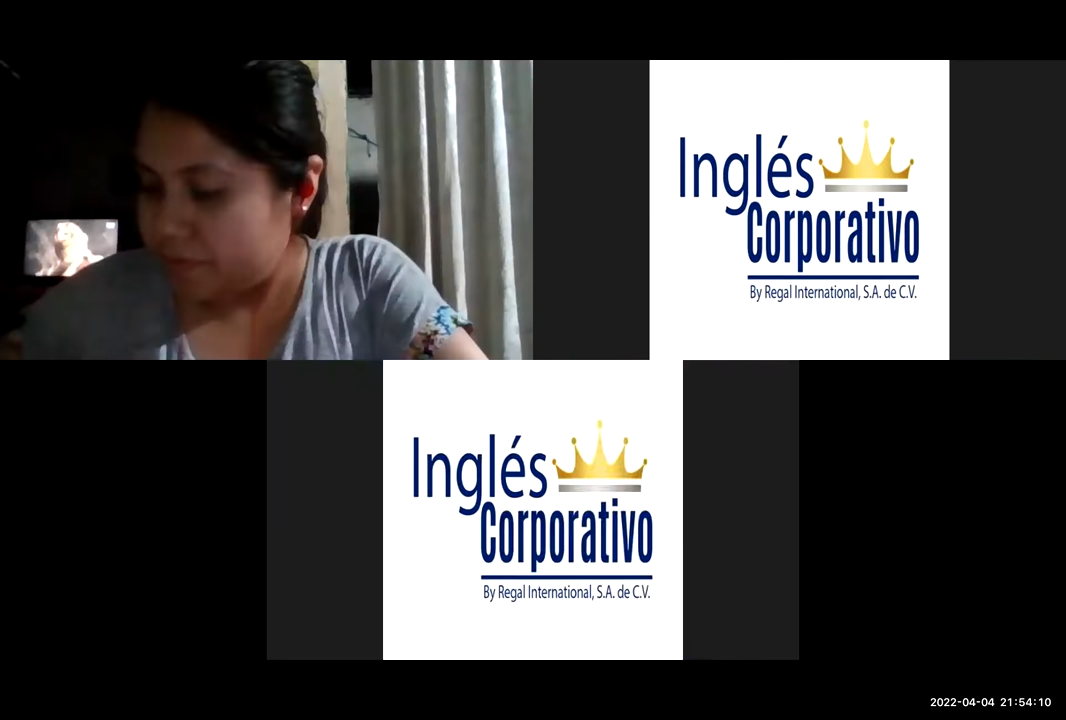 Inglés
Corporativo
By Regal International, S.A. de C.V.
Inglés
Corporativo
By Regal International, S.A. de C.V.
2022-04-04 21:54:10